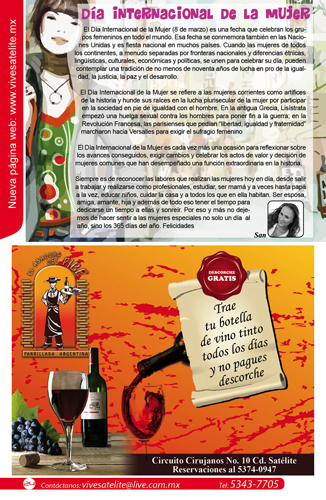 Nueva página web: www.vivesatelite.mx
Día internacional de la Mujer
El Día Internacional de la Mujer (8 de marzo) es una fecha que celebran los grupos
femeninos en todo el mundo. Esa fecha se conmemora también en las Naciones
Unidas y es fiesta nacional en muchos países. Cuando las mujeres de todos
los continentes, a menudo separadas por fronteras nacionales y diferencias étnicas,
lingüísticas, culturales, económicas y políticas, se unen para celebrar su día, pueden
contemplar una tradición de no menos de noventa años de lucha en pro de la igualdad,
la justicia, la paz y el desarrollo.
El Día Internacional de la Mujer se refiere a las mujeres corrientes como artífices
de la historia y hunde sus raíces en la lucha plurisecular de la mujer por participar
en la sociedad en pie de igualdad con el hombre. En la antigua Grecia, Lisístrata
empezó una huelga sexual contra los hombres para poner fin a la guerra; en la
Revolución Francesa, las parisienses que pedían "libertad, igualdad y fraternidad"
marcharon hacia Versalles para exigir el sufragio femenino
El Día Internacional de la Mujer es cada vez más una ocasión para reflexionar sobre
los avances conseguidos, exigir cambios y celebrar los actos de valor y decisión de
mujeres comunes que han desempeñado una función extraordinaria en la historia.
Siempre es de reconocer las labores que realizan las mujeres hoy en día, desde salir
a trabajar y realizarse como profesionales, estudiar, ser mamá y a veces hasta papá
a la vez, educar niños, cuidar la casa y a todos los que en ella habitan. Ser esposa,
amiga, amante, hija y además de todo eso tener el tiempo para
dedicarse un tiempo a ellas y sonreir. Por eso y más no dejemos
de hacer sentir a las mujeres especiales no solo un día al
año, sino los 365 días del año. Felicidades
San
PARRILLADA ARGENTINA
DESCORCHE
GRATIS
Trae
tu botella
de vino tinto
todos los días
y no pagues
descorche
Circuito Cirujanos No. 10 Cd. Satélite
Reservaciones al 5374-0947
Contáctanos: vivesatelite@live.com.mx
Tel: 5343-7705